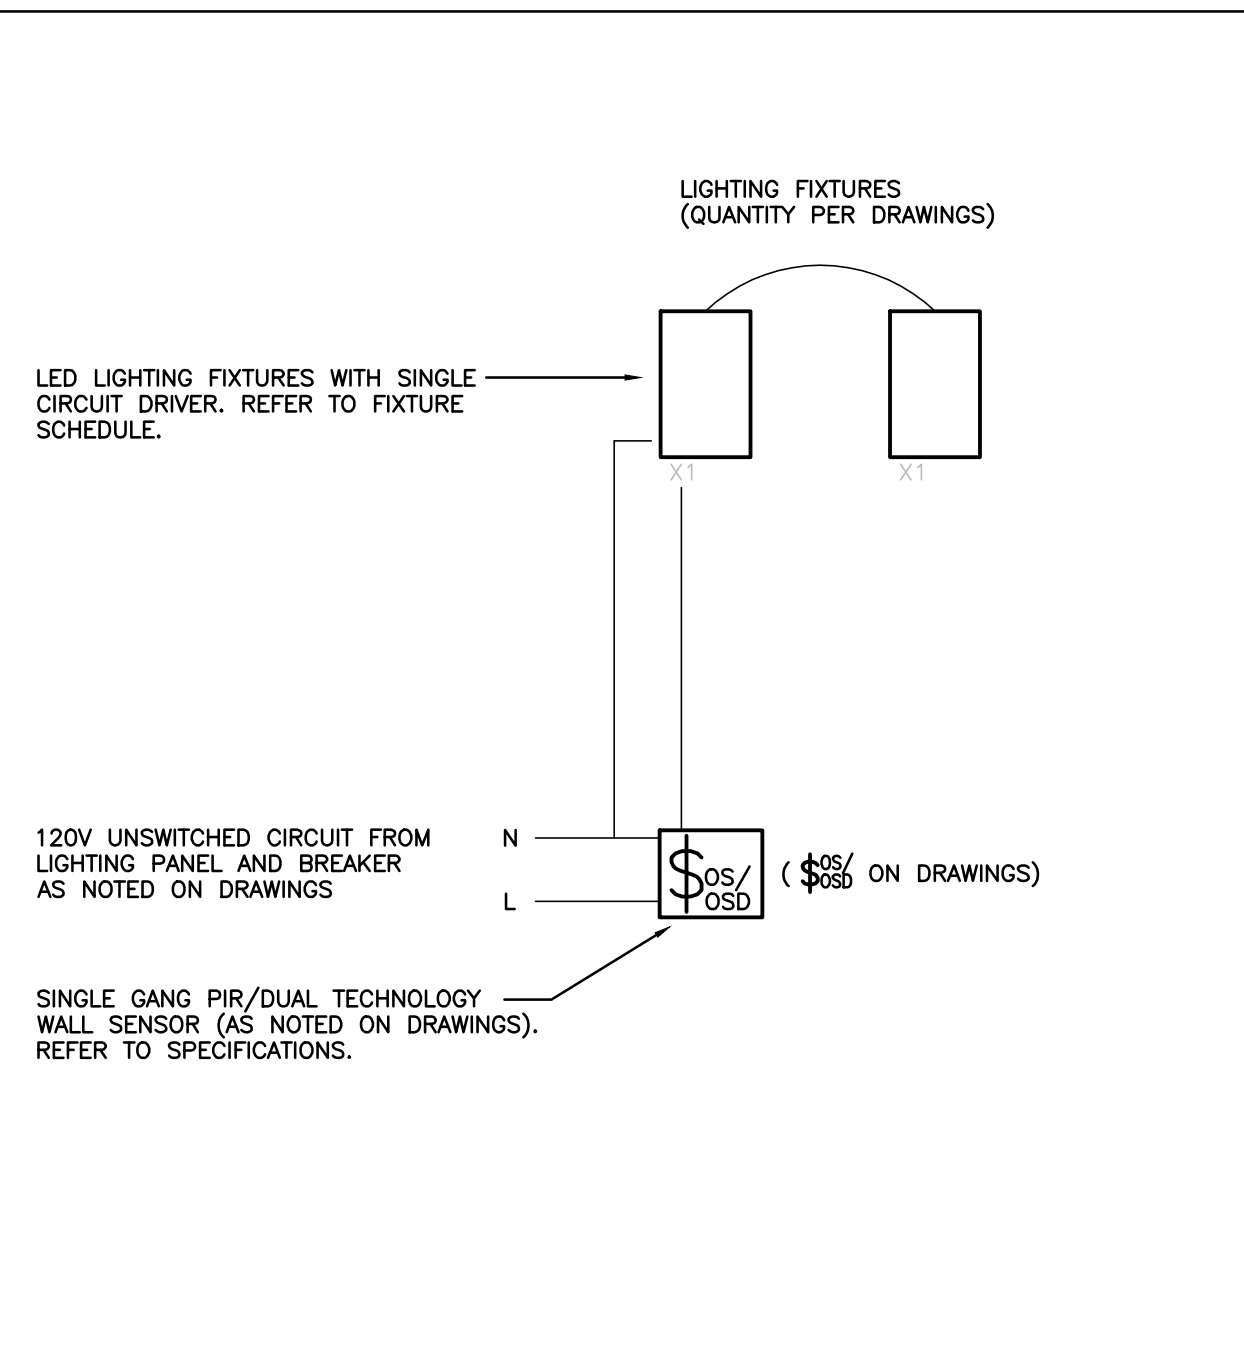 LIGHTING FIXTURES
(QUANTITY PER DRAWINGS)
LED LIGHTING FIXTURES WITH SINGLE
CIRCUIT DRIVER. REFER TO FIXTURE
SCHEDULE.
X1
X1
120V UNSWITCHED CIRCUIT FROM
LIGHTING PANEL AND BREAKER
AS NOTED ON DRAWINGS
N
L
$OS/
OSD
( $OS/
OSD ON DRAWINGS)
SINGLE GANG PIR/DUAL TECHNOLOGY
WALL SENSOR (AS NOTED ON DRAWINGS).
REFER TO SPECIFICATIONS.